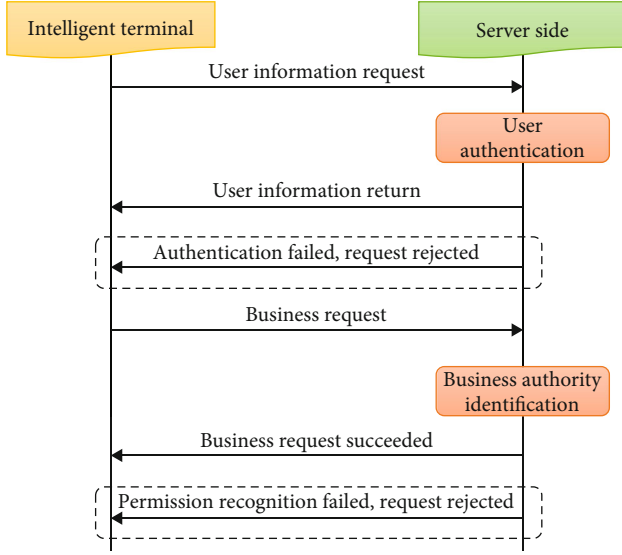 Intelligent terminal
Server side
User information request
User
authentication
User information return
Authentication failed, request rejected
Business request
Business authority
identification
Business request succeeded
Permission recognition failed, request rejected